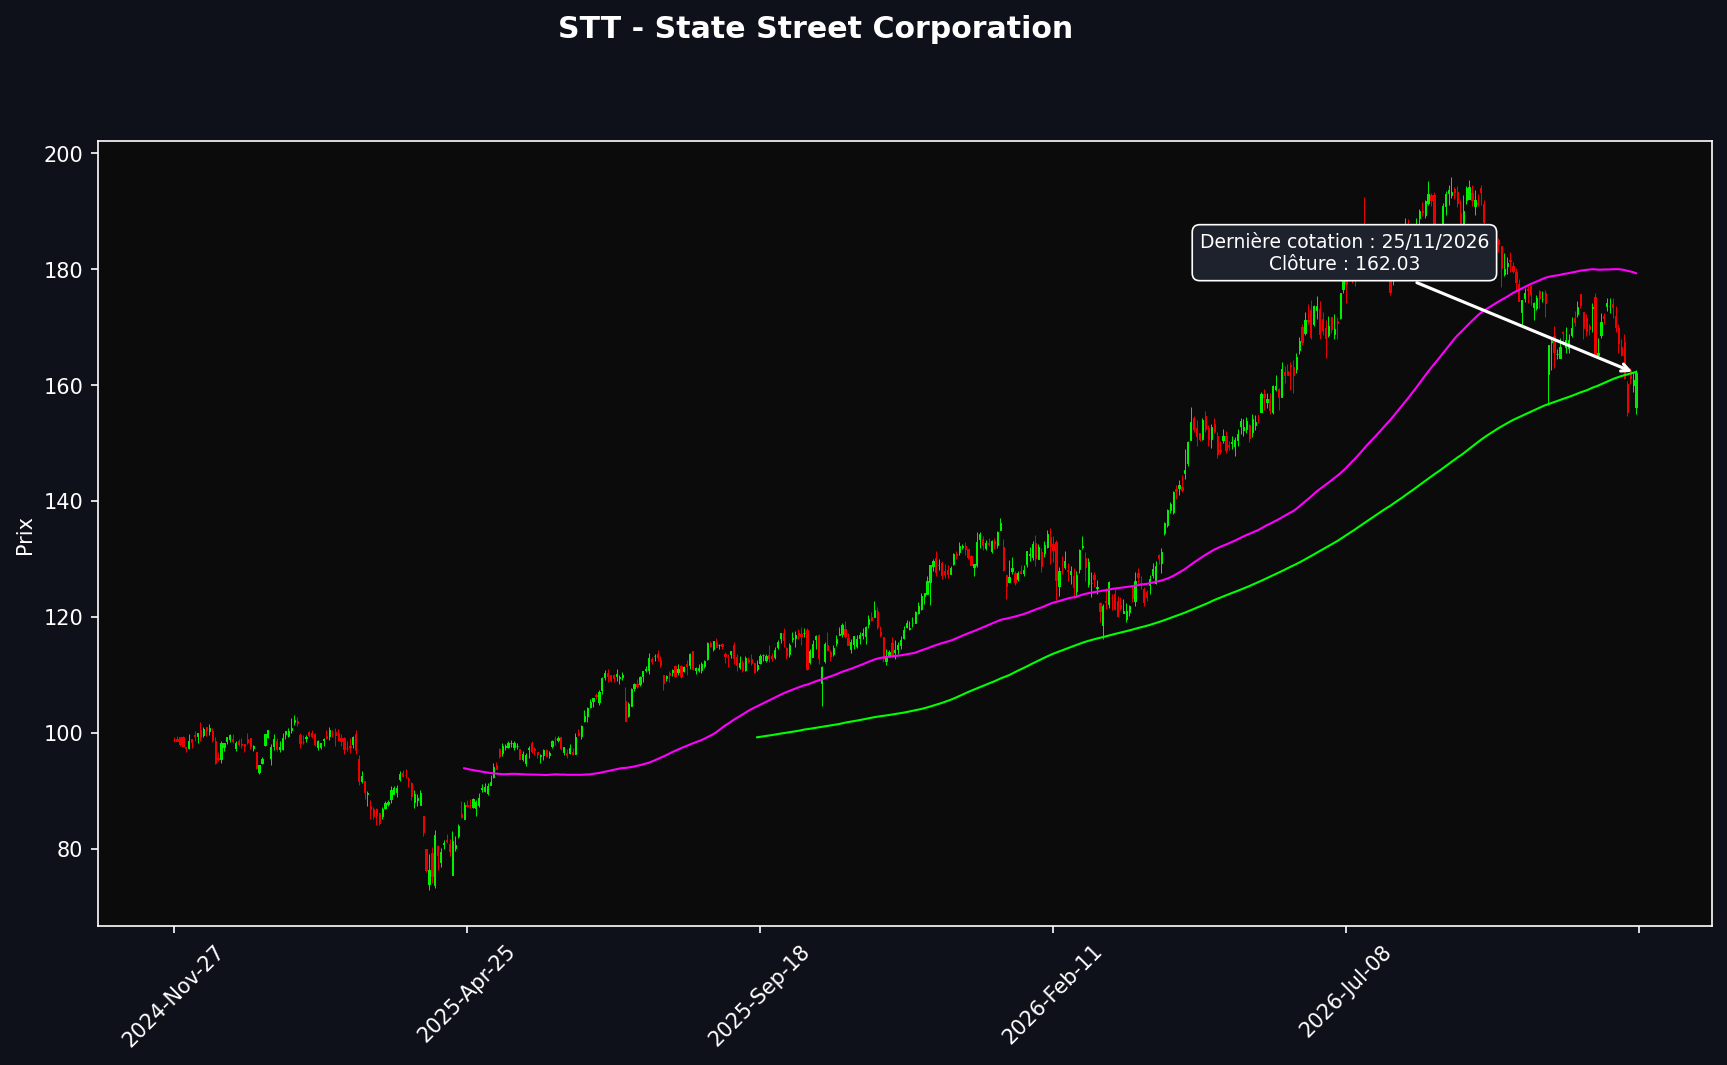 STT - State Street Corporation
200
180
160
140
120
100
80
Prix
Dernière cotation : 25/11/2026
Clôture : 162.03
2024-Nov-27
2025-Apr-25
2025-Sep-18
2026-Feb-11
2026-Jul-08